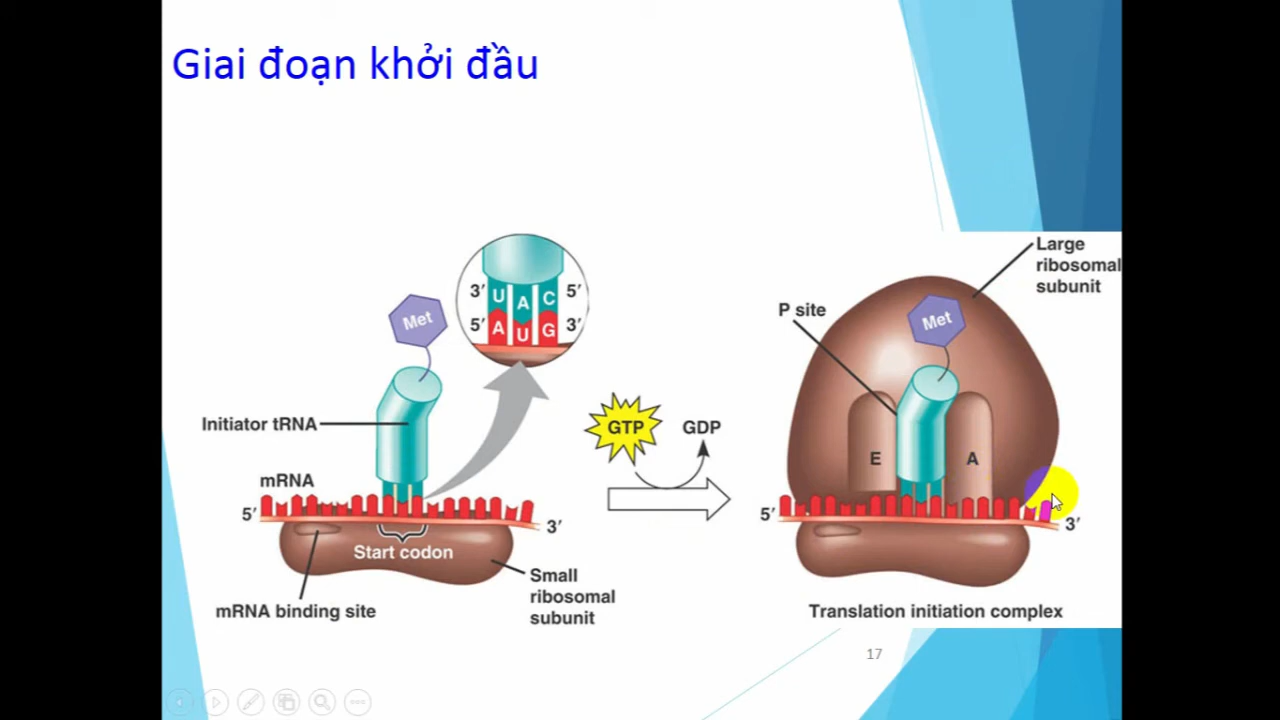 Giai đoạn khởi đầu
Large
ribosomal
subunit
P site
Met
3′ U A C 5′
5′ A U G 3′
Met
Initiator tRNA
GTP
GDP
E
A
mRNA
5′
3′
Start codon
5′
3′
Small
ribosomal
subunit
mRNA binding site
Translation initiation complex
17